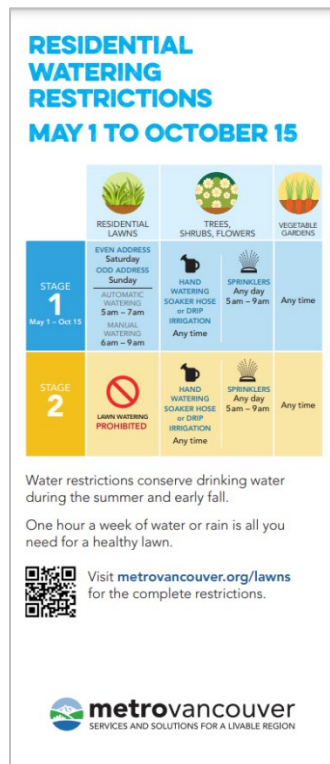 RESIDENTIAL
WATERING
RESTRICTIONS
MAY 1 TO OCTOBER 15
RESIDENTIAL
LAWNS
TREES,
SHRUBS, FLOWERS
VEGETABLE
GARDENS
STAGE
1
May 1 – Oct 15
EVEN ADDRESS
Saturday
ODD ADDRESS
Sunday
AUTOMATIC
WATERING
5am – 7am
MANUAL
WATERING
6am – 9am
HAND
WATERING
SOAKER HOSE
or DRIP
IRRIGATION
Any time
SPRINKLERS
Any day
5am – 9am
Any time
STAGE
2
LAWN WATERING
PROHIBITED
HAND
WATERING
SOAKER HOSE
or DRIP
IRRIGATION
Any time
SPRINKLERS
Any day
5am – 9am
Any time
Water restrictions conserve drinking water
during the summer and early fall.
One hour a week of water or rain is all you
need for a healthy lawn.
Visit metrovancouver.org/lawns
for the complete restrictions.
metrovancouver
SERVICES AND SOLUTIONS FOR A LIVABLE REGION